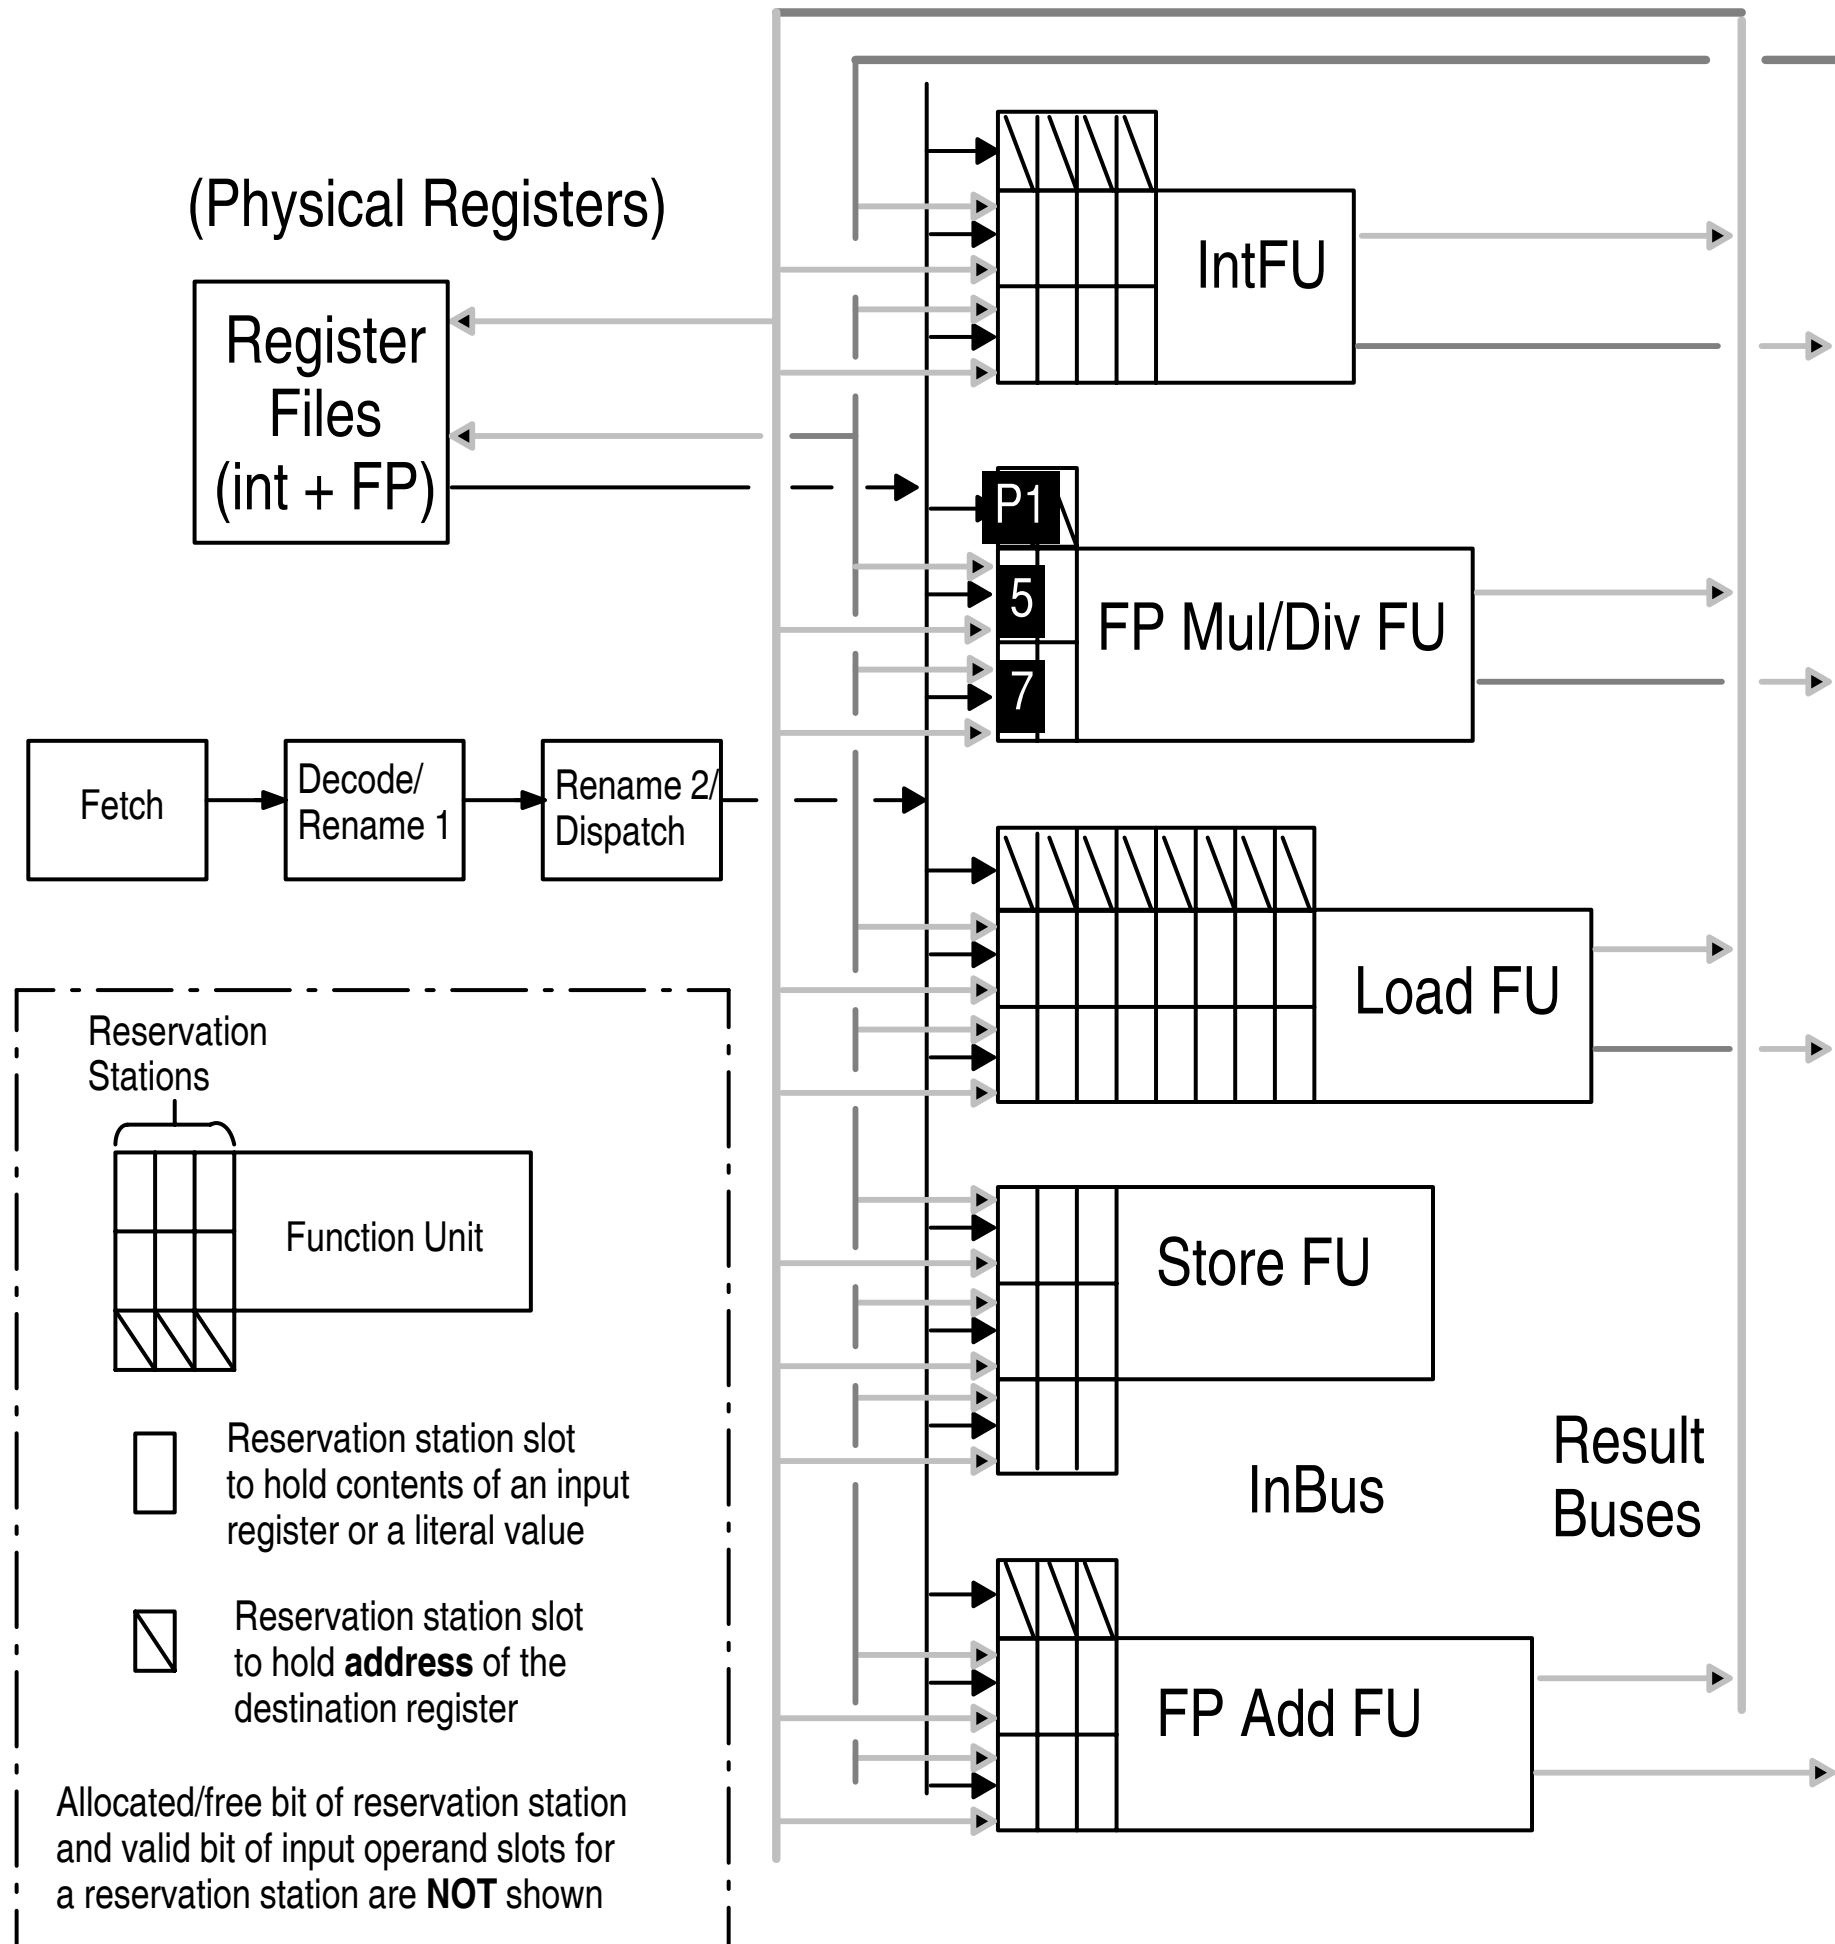 (Physical Registers)
Register
Files
(int + FP)
IntFU
P1
5
7
FP Mul/Div FU
Fetch
Decode/
Rename 1
Rename 2/
Dispatch
Load FU
Reservation
Stations
Function Unit
Store FU
Reservation station slot
to hold contents of an input
register or a literal value
InBus
Result
Buses
Reservation station slot
to hold address of the
destination register
FP Add FU
Allocated/free bit of reservation station
and valid bit of input operand slots for
a reservation station are NOT shown